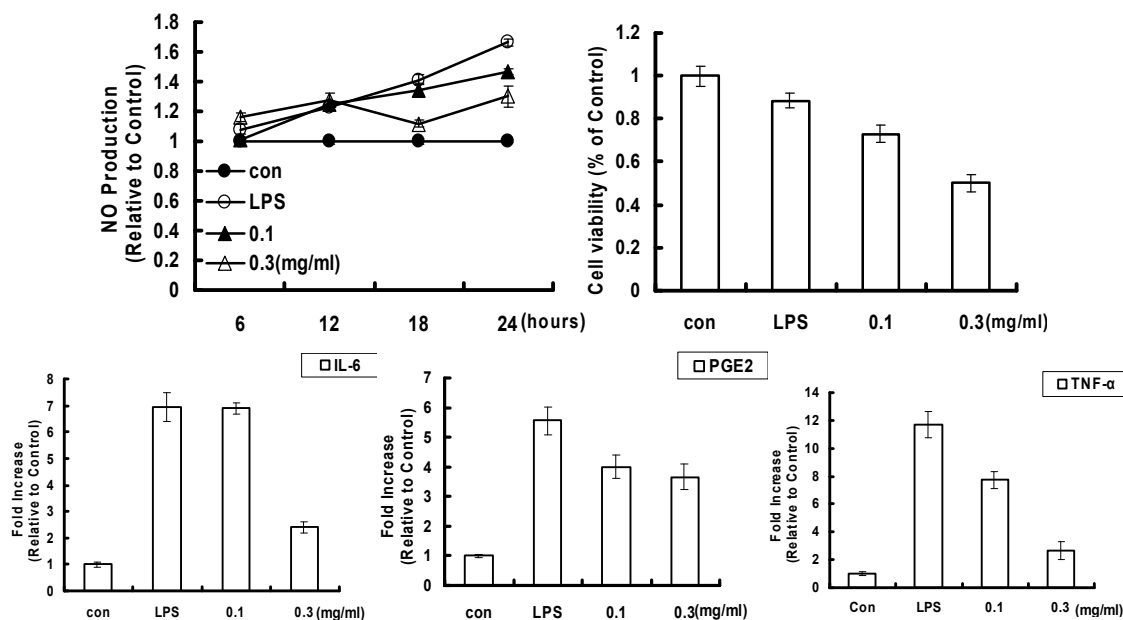 NO Production
(Relative to Control)
1.8
1.6
1.4
1.2
1
0.8
0.6
0.4
0.2
0
con
LPS
0.1
0.3(mg/ml)
6
12
18
24 (hours)
Cell viability (% of Control)
1.2
1
0.8
0.6
0.4
0.2
0
con
LPS
0.1
0.3(mg/ml)
IL-6
Fold Increase
(Relative to Control)
8
7
6
5
4
3
2
1
0
con
LPS
0.1
0.3 (mg/ml)
PGE2
Fold Increase
(Relative to Control)
7
6
5
4
3
2
1
0
con
LPS
0.1
0.3(mg/ml)
TNF-α
Fold Increase
(Relative to Control)
14
12
10
8
6
4
2
0
Con
LPS
0.1
0.3
(mg/ml)